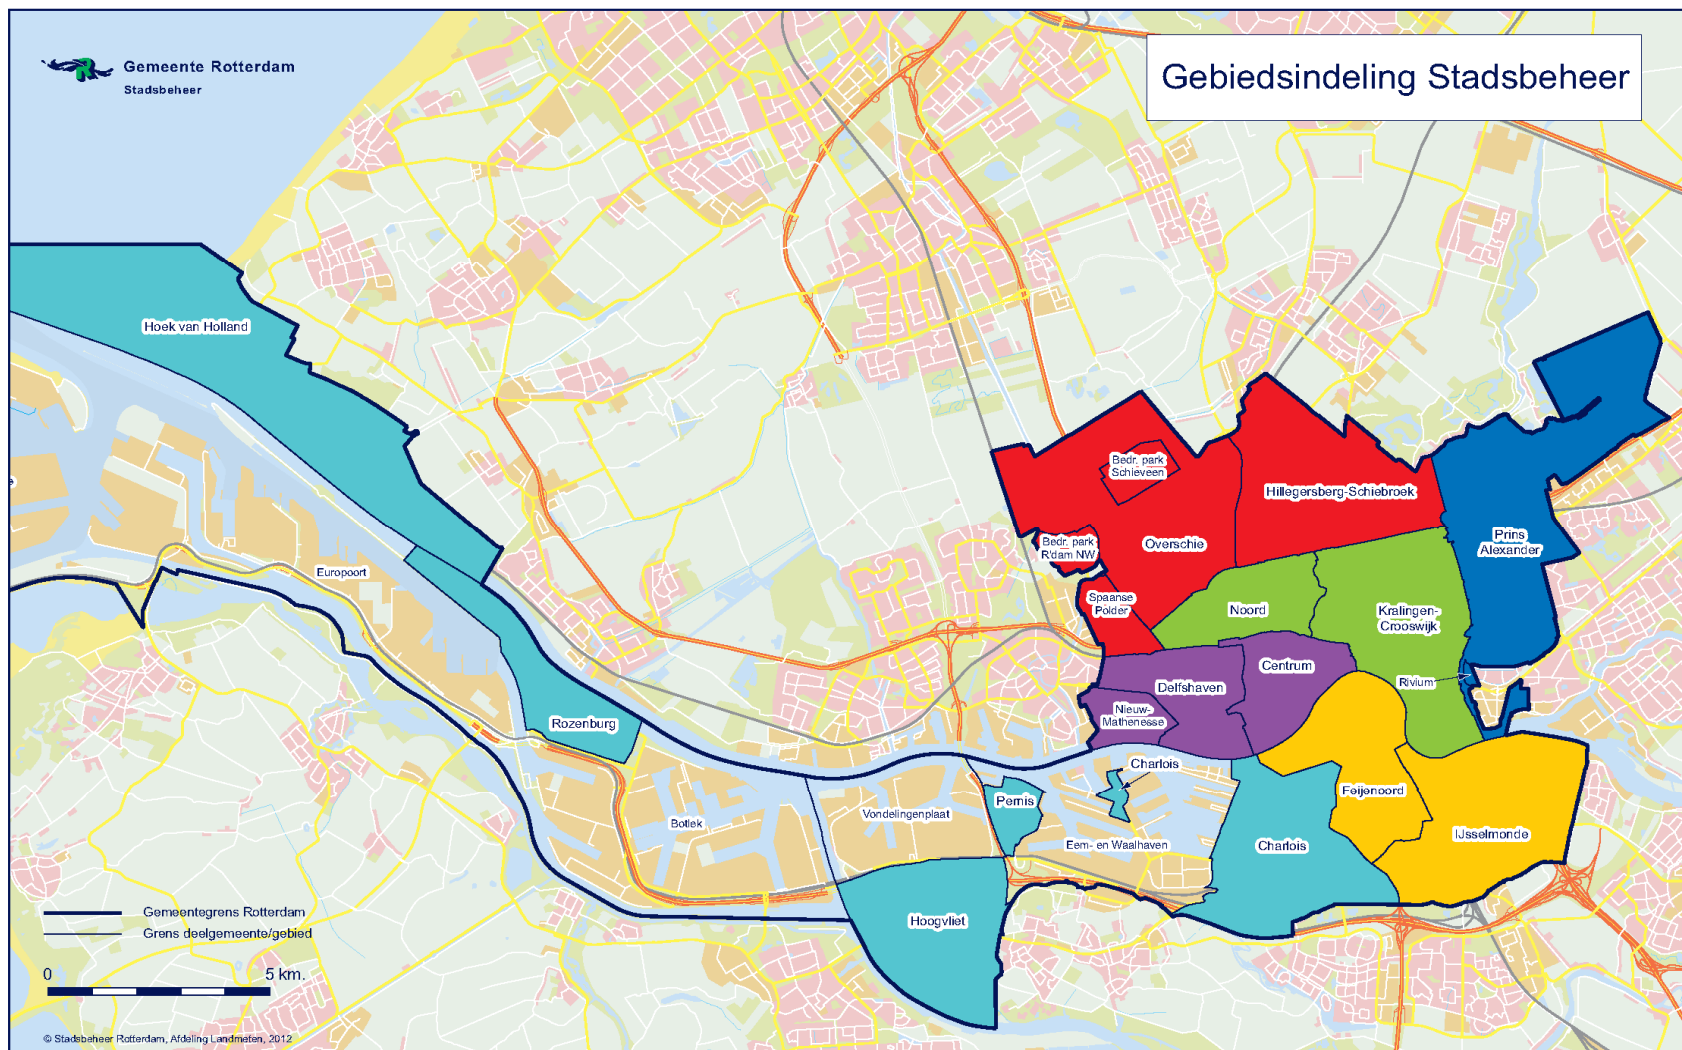 Gemeente Rotterdam
Stadsbeheer
Gebiedsindeling Stadsbeheer
Hoek van Holland
Bedr. park
Schieveen
Hillegersberg-Schiebroek
Bedr. park
R'dam NW
Overschie
Prins
Alexander
Europoort
Spaanse
Polder
Noord
Kralingen-
Crooswijk
Centrum
Rivium
Delfshaven
Nieuw-
Mathenesse
Rozenburg
Charlois
Pernis
Feijenoord
Vondelingenplaat
Botlek
IJsselmonde
Eem- en Waalhaven
Charlois
Hoogvliet
Gemeentegrens Rotterdam
Grens deelgemeente/gebied
0 5 km.
© Stadsbeheer Rotterdam, Afdeling Landmeten, 2012